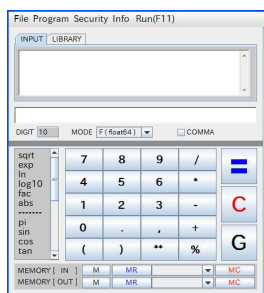 File Program Security Info Run(F11)
INPUT LIBRARY
DIGIT 10 MODE F ( float64 ) COMMA
sqrt
exp
ln
log10
fac
abs
-------
pi
sin
cos
tan
7 8 9 /
4 5 6 *
1 2 3 -
0 . , +
( ) ** %
=
C
G
MEMORY [ IN ] M MR MC
MEMORY [ OUT ] M MR MC